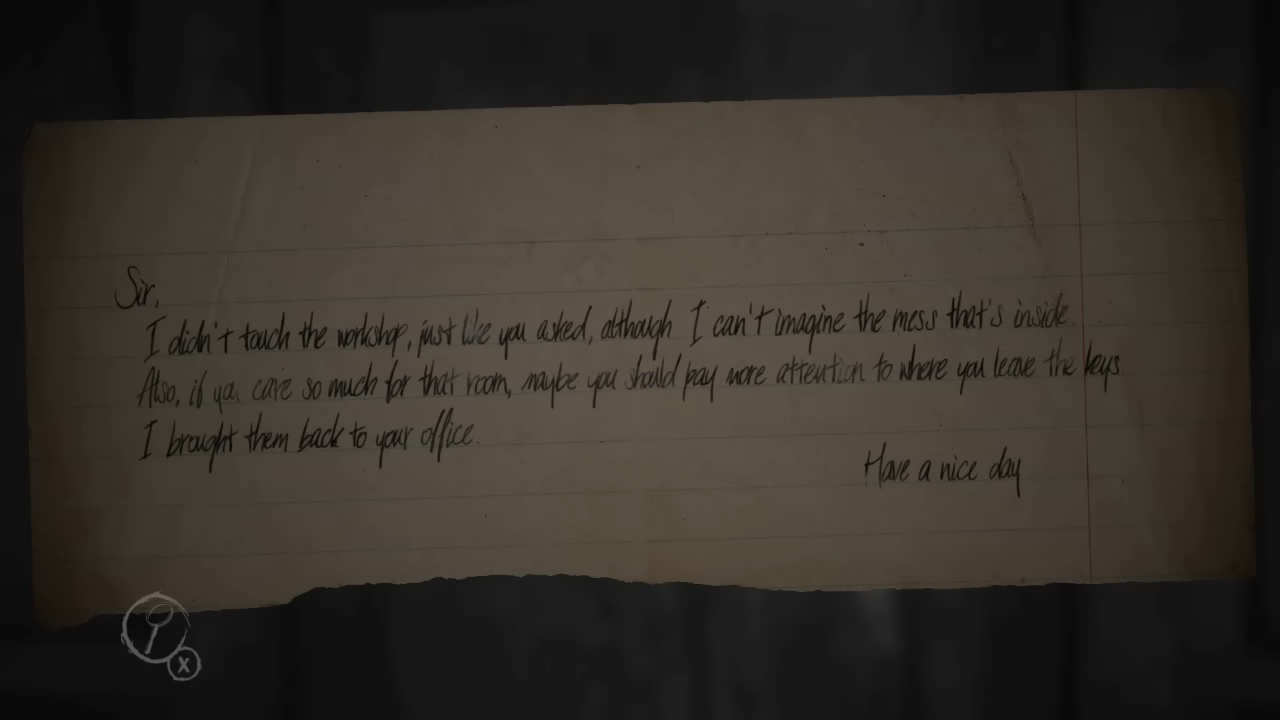 Sir,
I didn't touch the workshop, just like you asked, although I can't imagine the mess that's inside.
Also, if you care so much for that room, maybe you should pay more attention to where you leave the keys.
I brought them back to your office.
Have a nice day
X